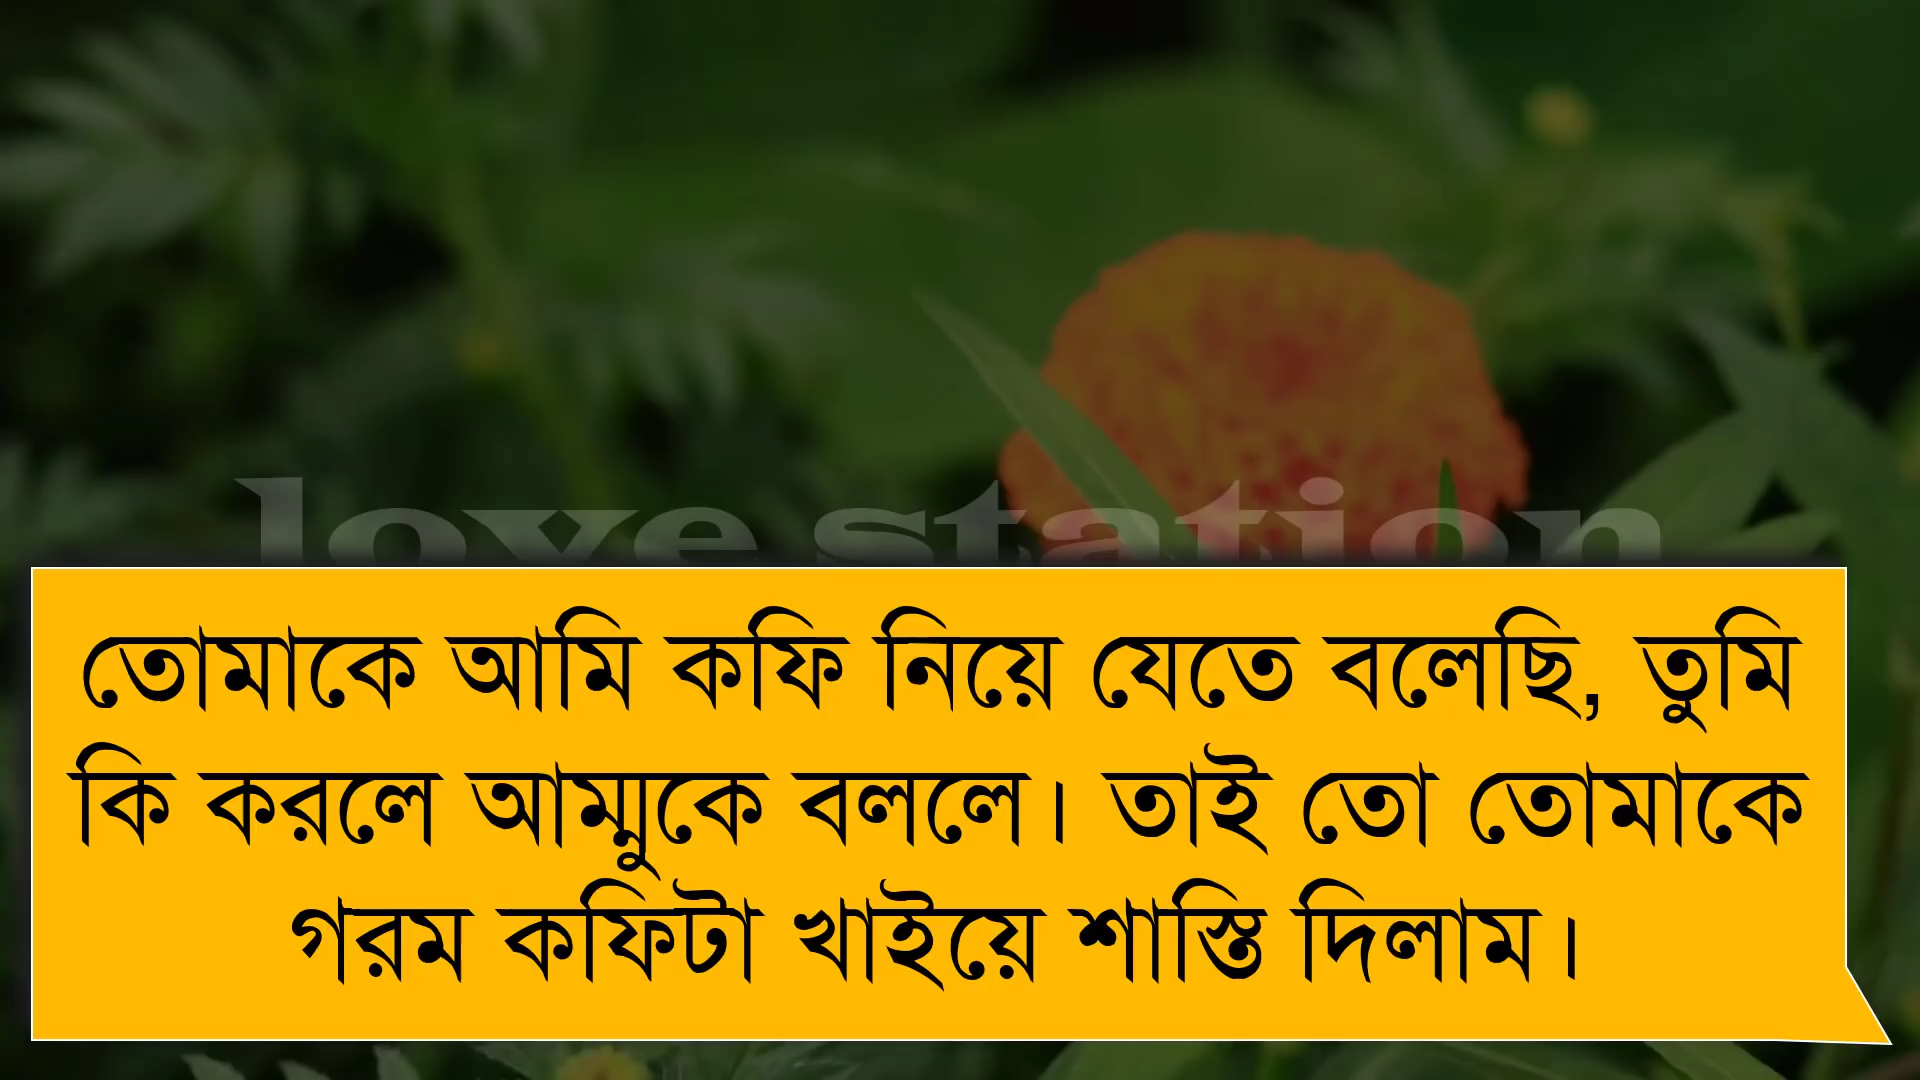 love station
তোমাকে আমি কফি নিয়ে যেতে বলেছি, তুমি
কি করলে আম্মুকে বললে। তাই তো তোমাকে
গরম কফিটা খাইয়ে শাস্তি দিলাম।